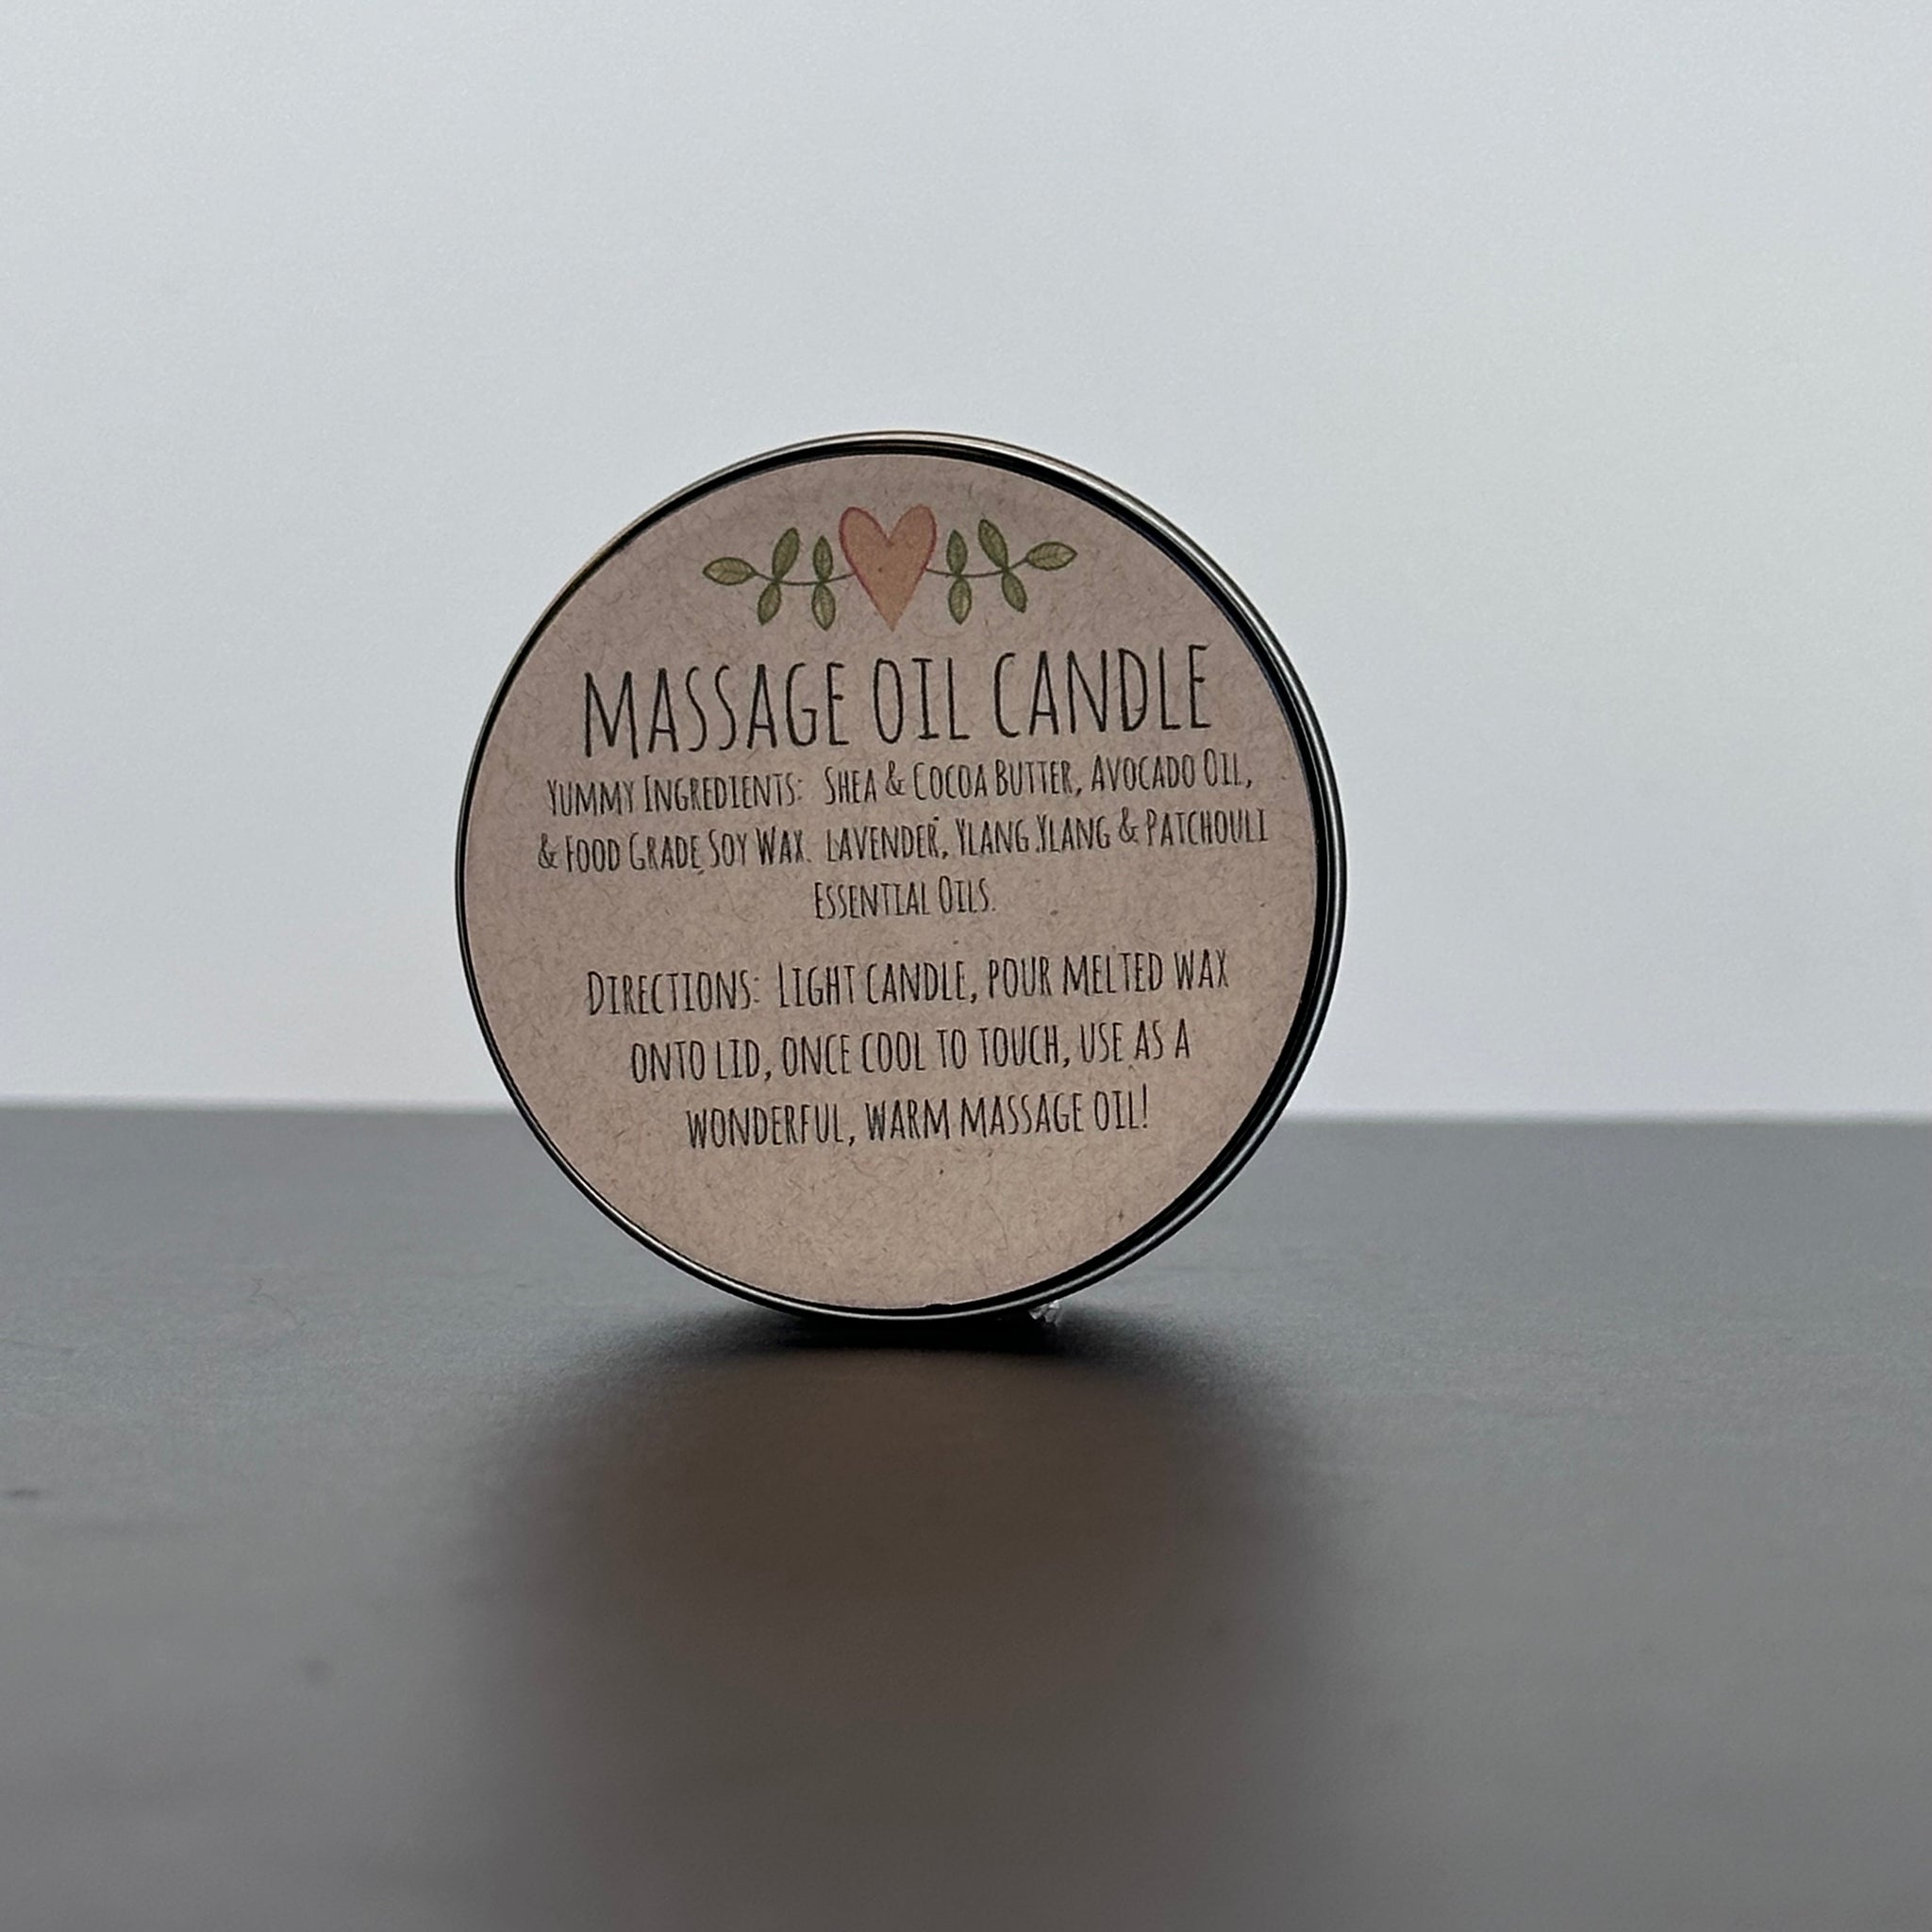 MASSAGE OIL CANDLE
YUMMY INGREDIENTS: SHEA & COCOA BUTTER, AVOCADO OIL,
& FOOD GRADE SOY WAX. LAVENDER, YLANG YLANG & PATCHOULI
ESSENTIAL OILS.
DIRECTIONS: LIGHT CANDLE, POUR MELTED WAX
ONTO LID, ONCE COOL TO TOUCH, USE AS A
WONDERFUL, WARM MASSAGE OIL!